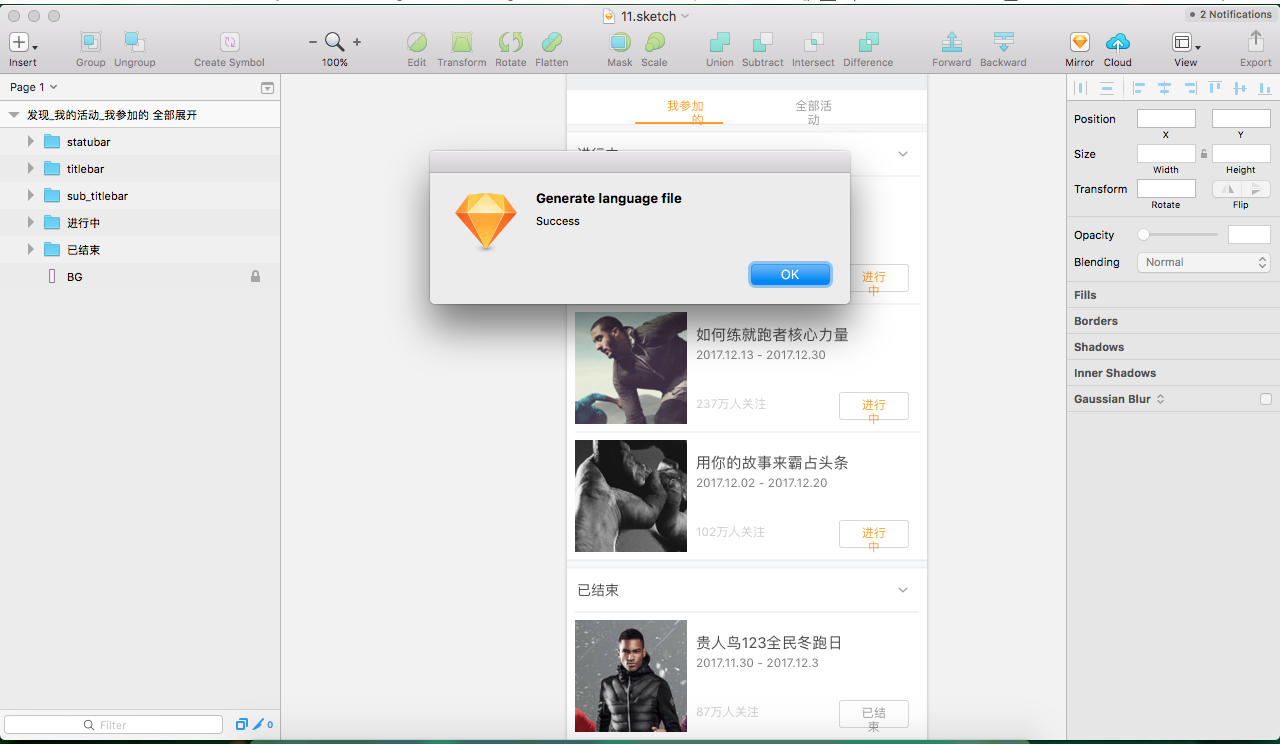 11.sketch
2 Notifications
Insert
Group
Ungroup
Create Symbol
100%
Edit
Transform
Rotate
Flatten
Mask
Scale
Union
Subtract
Intersect
Difference
Forward
Backward
Mirror
Cloud
View
Export
Page 1
发现_我的活动_我参加的 全部展开
statubar
titlebar
sub_titlebar
进行中
已结束
BG
Filter
0
我参加
的
全部活
动
进行中
Generate language file
Success
OK
进行
中
如何练就跑者核心力量
2017.12.13 - 2017.12.30
237万人关注
进行
中
用你的故事来霸占头条
2017.12.02 - 2017.12.20
102万人关注
进行
中
已结束
贵人鸟123全民冬跑日
2017.11.30 - 2017.12.3
87万人关注
已结
束
Position
X
Y
Size
Width
Height
Transform
Rotate
Flip
Opacity
Blending
Normal
Fills
Borders
Shadows
Inner Shadows
Gaussian Blur